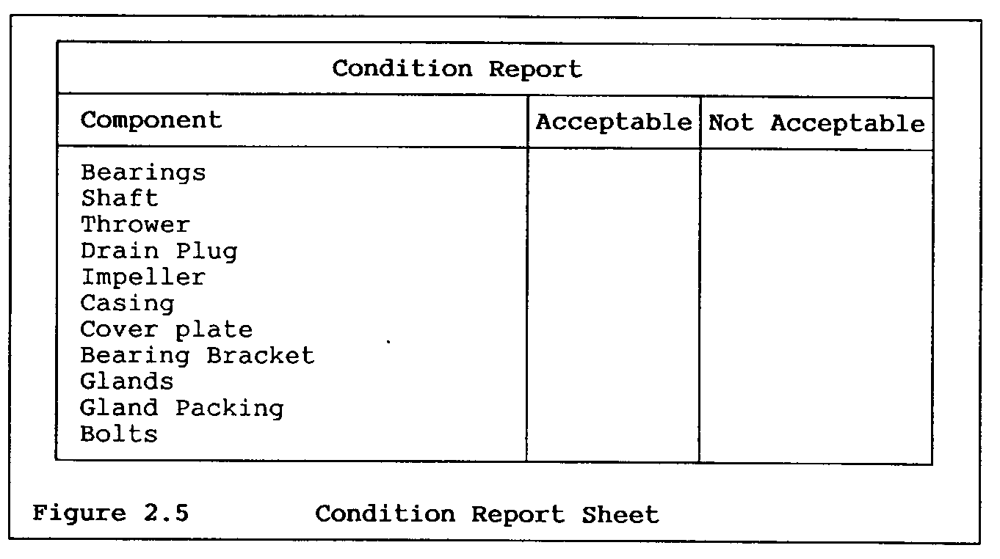 Condition Report
Component Acceptable Not Acceptable
Bearings
Shaft
Thrower
Drain Plug
Impeller
Casing
Cover plate
Bearing Bracket
Glands
Gland Packing
Bolts
Figure 2.5 Condition Report Sheet